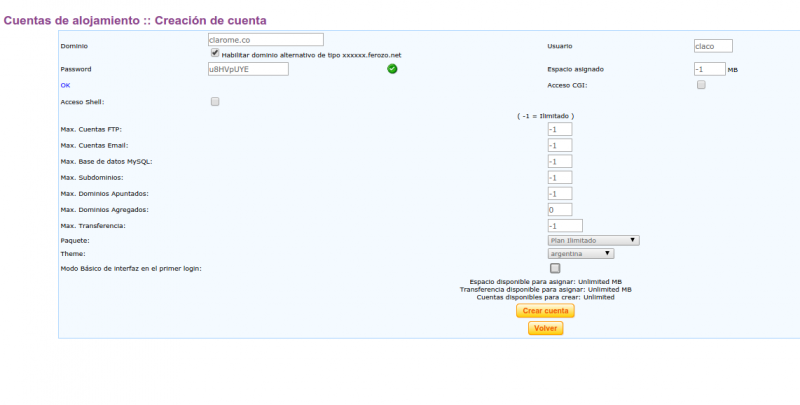 Cuentas de alojamiento :: Creación de cuenta
Dominio clarome.co Usuario claco
Habilitar dominio alternativo de tipo xxxxxx.ferozo.net
Password u8HVpUYE Espacio asignado -1 MB
OK Acceso CGI:
Acceso Shell:
( -1 = Ilimitado )
Max. Cuentas FTP: -1
Max. Cuentas Email: -1
Max. Base de datos MySQL: -1
Max. Subdominios: -1
Max. Dominios Apuntados: -1
Max. Dominios Agregados: 0
Max. Transferencia: -1
Paquete: Plan Ilimitado
Theme: argentina
Modo Básico de interfaz en el primer login:
Espacio disponible para asignar: Unlimited MB
Transferencia disponible para asignar: Unlimited MB
Cuentas disponibles para crear: Unlimited
Crear cuenta
Volver